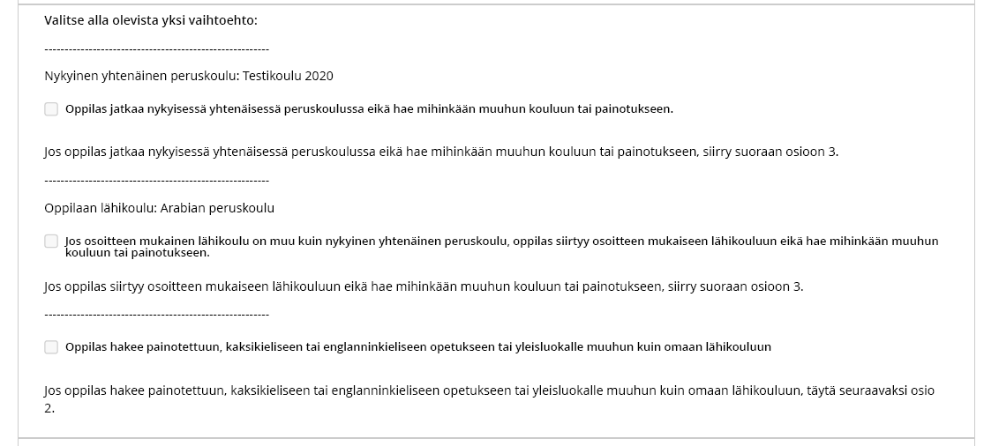 Valitse alla olevista yksi vaihtoehto:
--------------------------------------------------------
Nykyinen yhtenäinen peruskoulu: Testikoulu 2020
Oppilas jatkaa nykyisessä yhtenäisessä peruskoulussa eikä hae mihinkään muuhun kouluun tai painotukseen.
Jos oppilas jatkaa nykyisessä yhtenäisessä peruskoulussa eikä hae mihinkään muuhun kouluun tai painotukseen, siirry suoraan osioon 3.
--------------------------------------------------------
Oppilaan lähikoulu: Arabian peruskoulu
Jos osoitteen mukainen lähikoulu on muu kuin nykyinen yhtenäinen peruskoulu, oppilas siirtyy osoitteen mukaiseen lähikouluun eikä hae mihinkään muuhun
kouluun tai painotukseen.
Jos oppilas siirtyy osoitteen mukaiseen lähikouluun eikä hae mihinkään muuhun kouluun tai painotukseen, siirry suoraan osioon 3.
--------------------------------------------------------
Oppilas hakee painotettuun, kaksikieliseen tai englanninkieliseen opetukseen tai yleisluokalle muuhun kuin omaan lähikouluun
Jos oppilas hakee painotettuun, kaksikieliseen tai englanninkieliseen opetukseen tai yleisluokalle muuhun kuin omaan lähikouluun, täytä seuraavaksi osio
2.